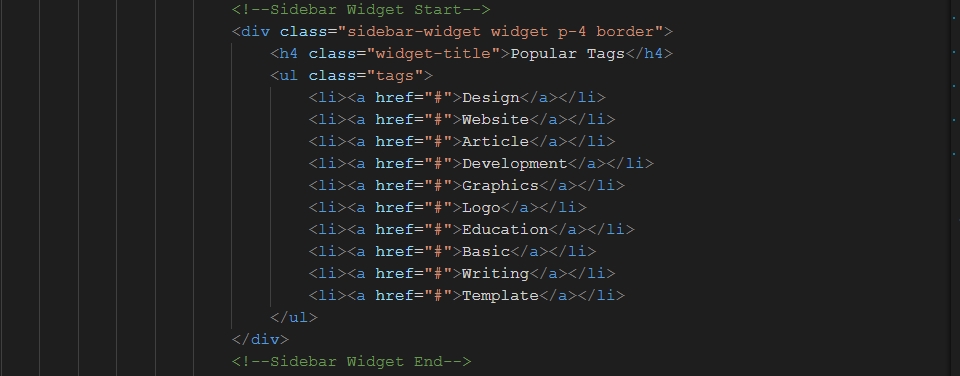 <!--Sidebar Widget Start-->
<div class="sidebar-widget widget p-4 border">
<h4 class="widget-title">Popular Tags</h4>
<ul class="tags">
<li><a href="#">Design</a></li>
<li><a href="#">Website</a></li>
<li><a href="#">Article</a></li>
<li><a href="#">Development</a></li>
<li><a href="#">Graphics</a></li>
<li><a href="#">Logo</a></li>
<li><a href="#">Education</a></li>
<li><a href="#">Basic</a></li>
<li><a href="#">Writing</a></li>
<li><a href="#">Template</a></li>
</ul>
</div>
<!--Sidebar Widget End-->